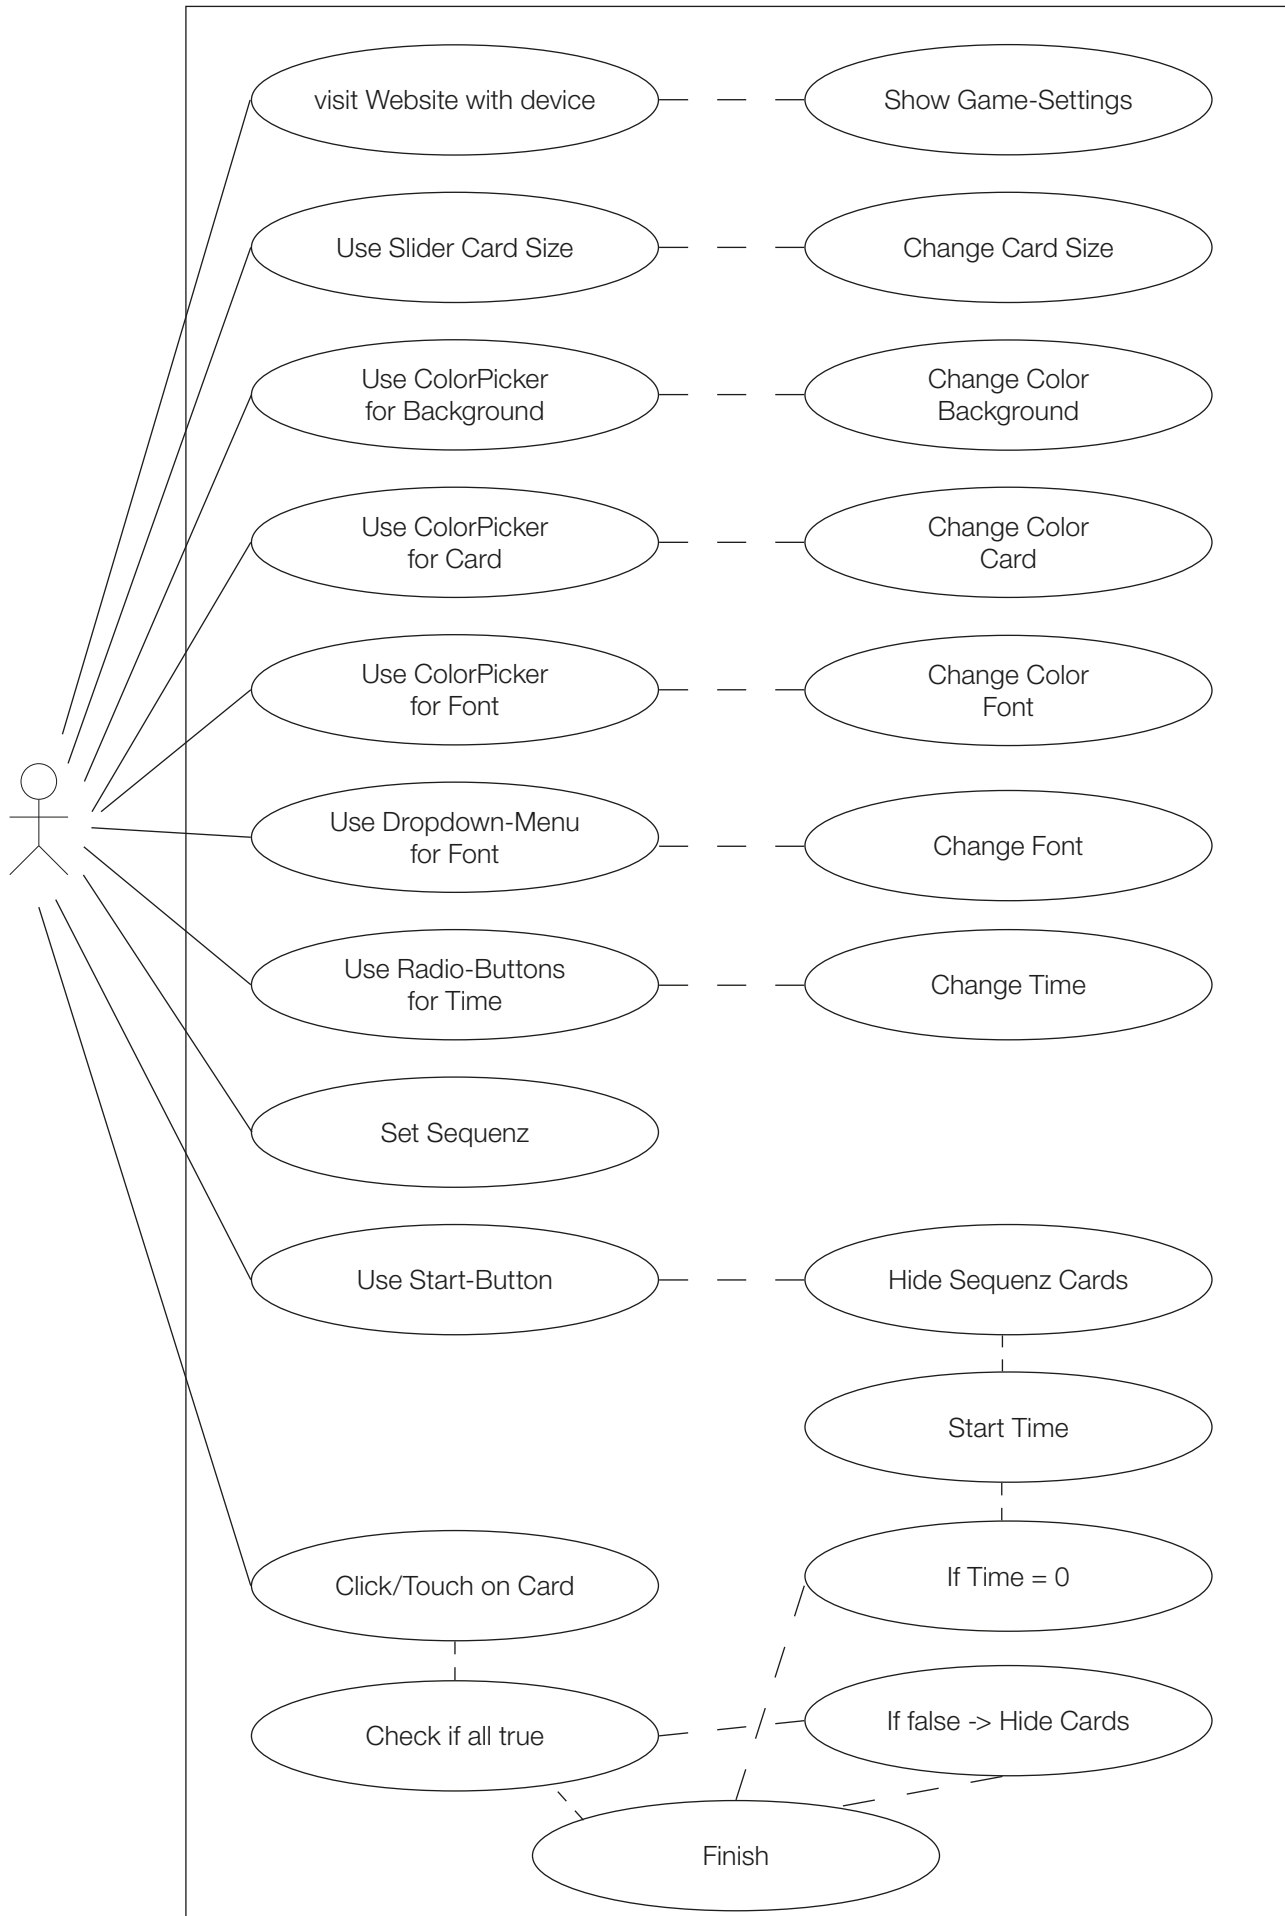 visit Website with device
Show Game-Settings
Use Slider Card Size
Change Card Size
Use ColorPicker
for Background
Change Color
Background
Use ColorPicker
for Card
Change Color
Card
Use ColorPicker
for Font
Change Color
Font
Use Dropdown-Menu
for Font
Change Font
Use Radio-Buttons
for Time
Change Time
Set Sequenz
Use Start-Button
Hide Sequenz Cards
Start Time
Click/Touch on Card
If Time = 0
Check if all true
If false -> Hide Cards
Finish